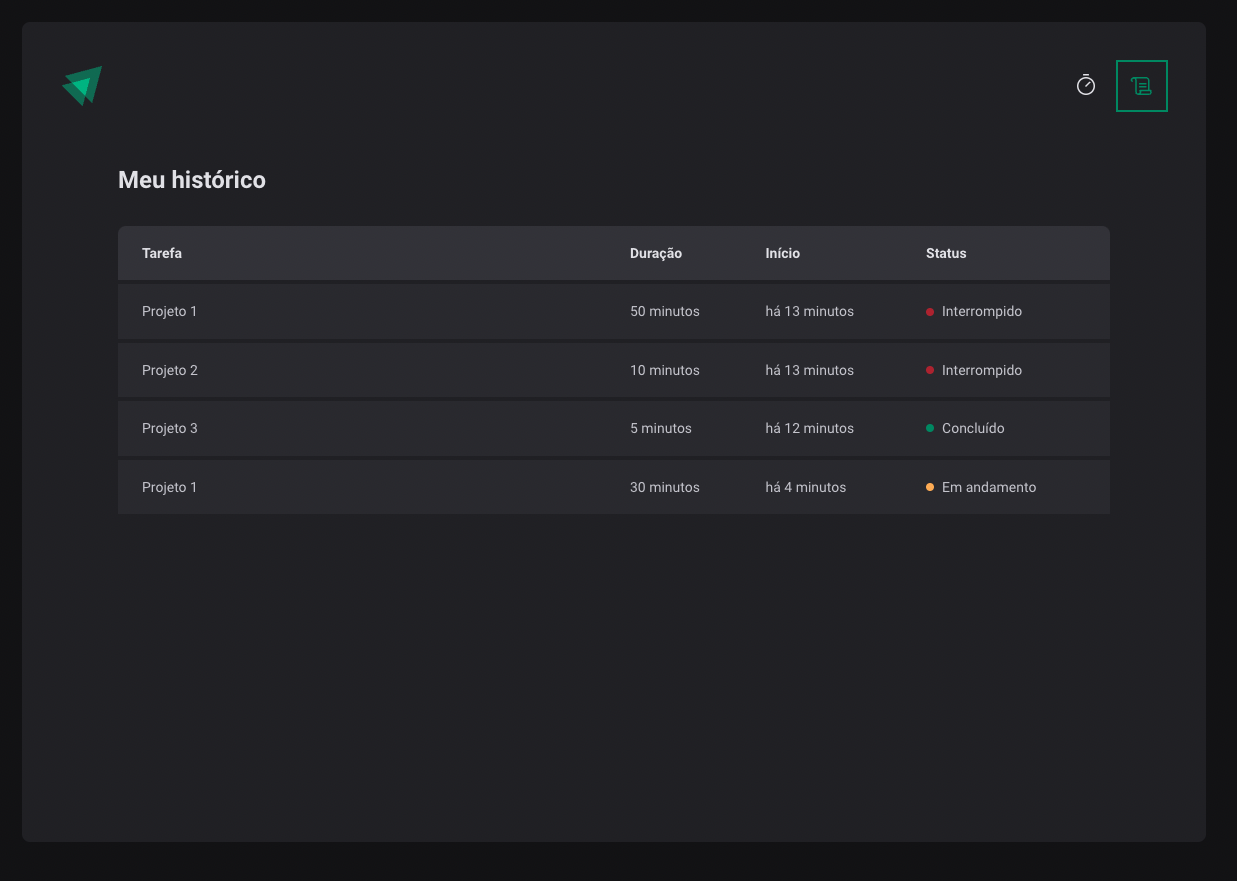 Meu histórico
Tarefa Duração Início Status
Projeto 1 50 minutos há 13 minutos Interrompido
Projeto 2 10 minutos há 13 minutos Interrompido
Projeto 3 5 minutos há 12 minutos Concluído
Projeto 1 30 minutos há 4 minutos Em andamento